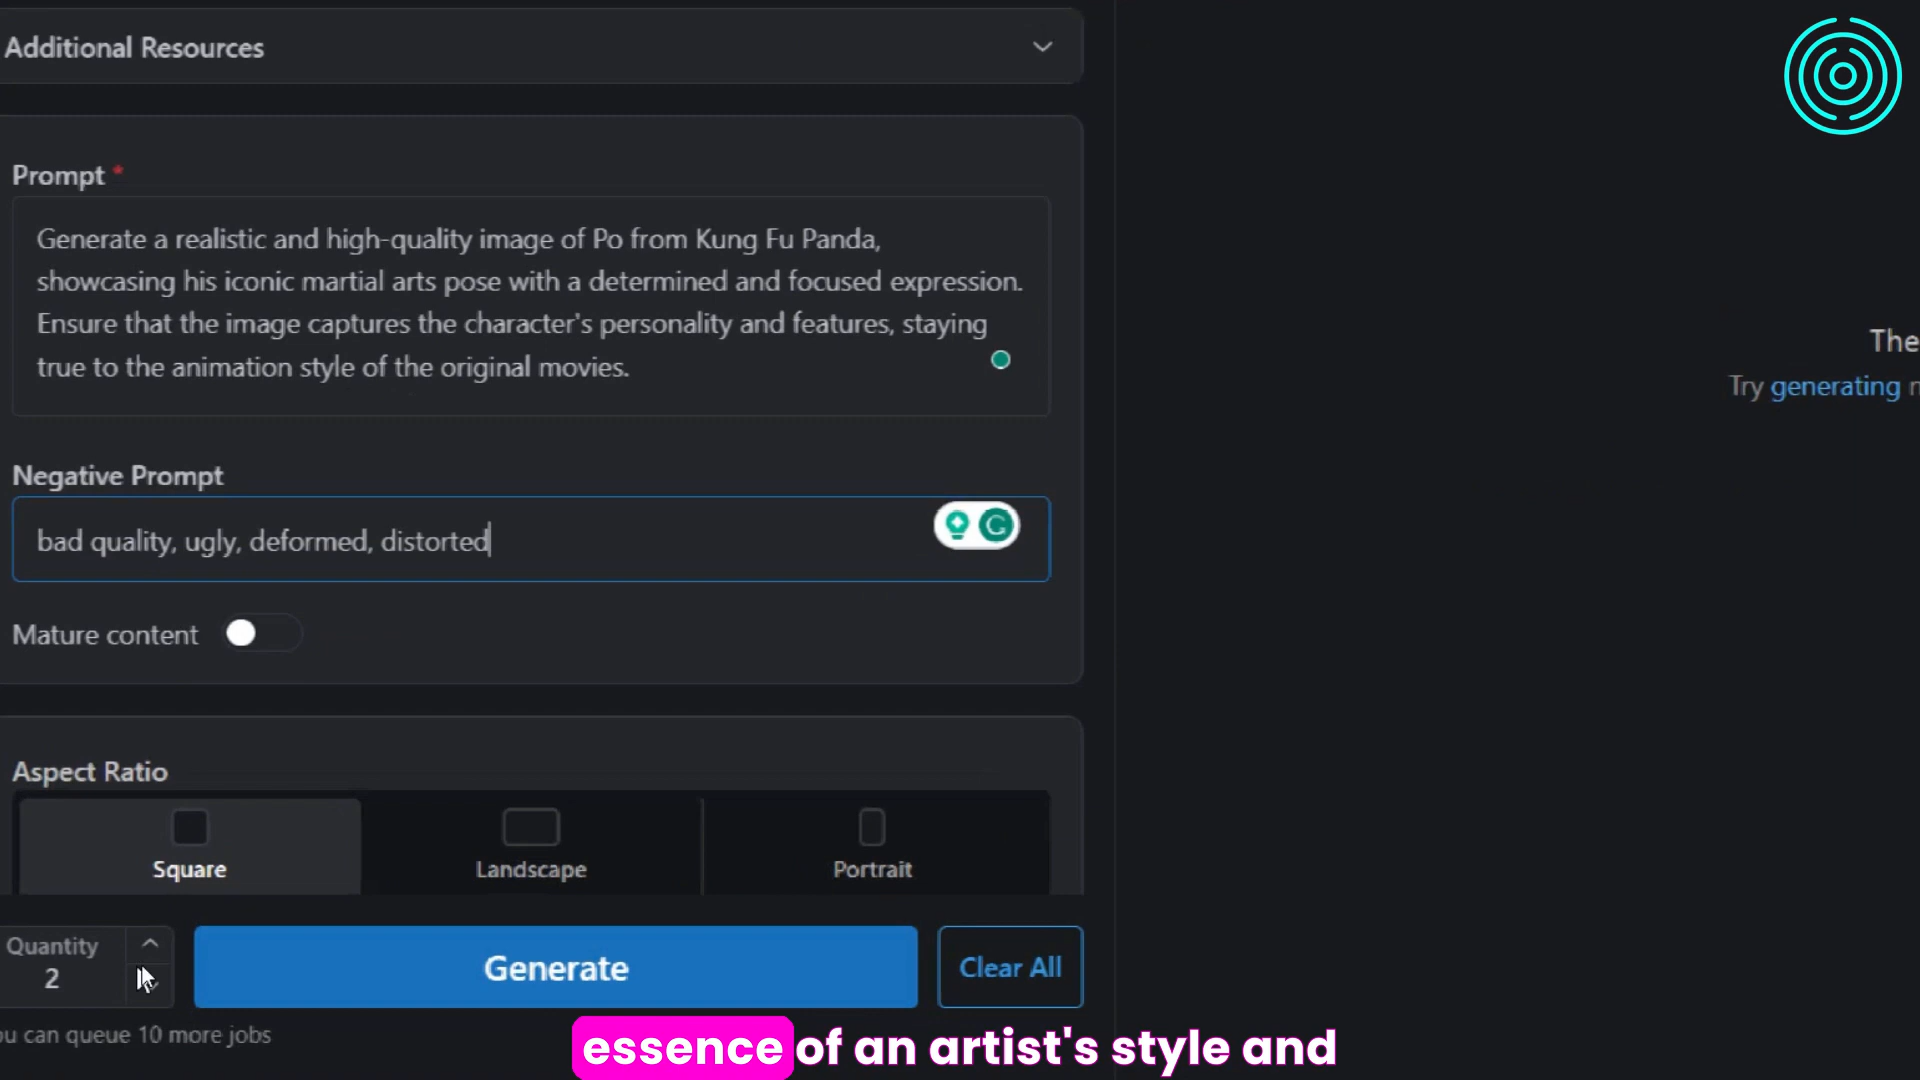 Additional Resources
Prompt *
Generate a realistic and high-quality image of Po from Kung Fu Panda,
showcasing his iconic martial arts pose with a determined and focused expression.
Ensure that the image captures the character's personality and features, staying
true to the animation style of the original movies.
The
Try generating
Negative Prompt
bad quality, ugly, deformed, distorted
Mature content
Aspect Ratio
Square
Landscape
Portrait
Quantity
2
Generate
Clear All
ou can queue 10 more jobs
essence of an artist's style and